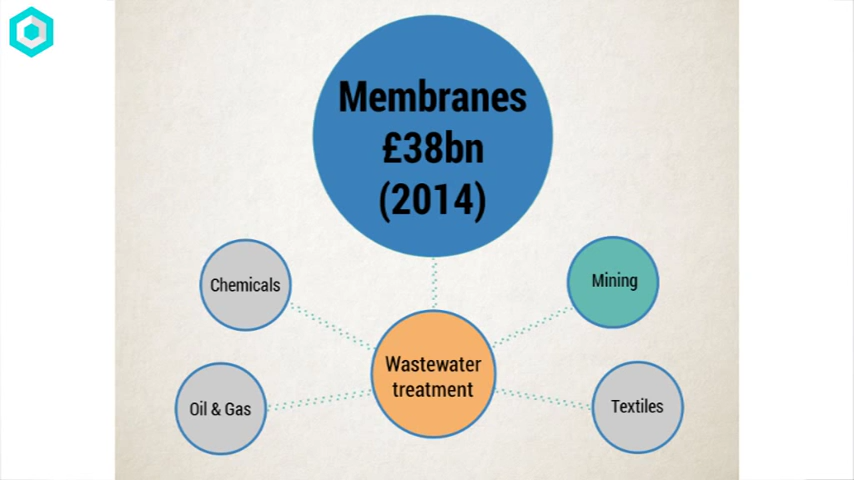 Membranes
£38bn
(2014)
Chemicals
Mining
Wastewater
treatment
Oil & Gas
Textiles